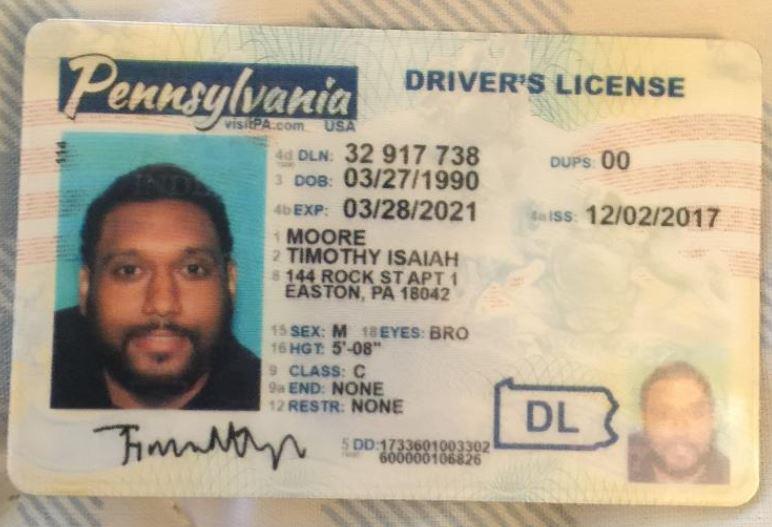 Pennsylvania
visitPA.com USA
DRIVER'S LICENSE
4d DLN: 32 917 738 DUPS: 00
3 DOB: 03/27/1990
4b EXP: 03/28/2021 4a ISS: 12/02/2017
1 MOORE
2 TIMOTHY ISAIAH
8 144 ROCK ST APT 1
EASTON, PA 18042
15 SEX: M 18 EYES: BRO
16 HGT: 5'-08"
9 CLASS: C
9a END: NONE
12 RESTR: NONE
DL
5 DD: 1733601003302
600000106826